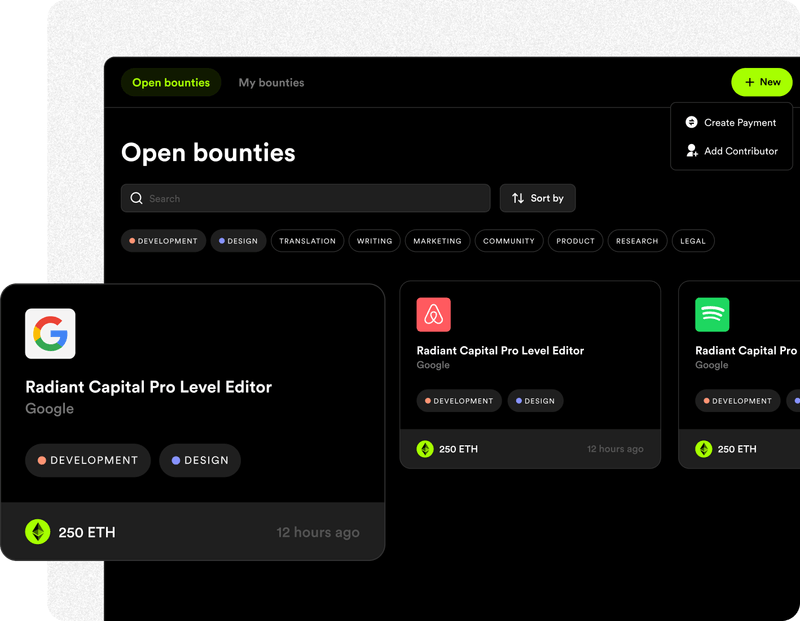 Open bounties My bounties + New
Create Payment
Add Contributor
Open bounties
Search Sort by
DEVELOPMENT DESIGN TRANSLATION WRITING MARKETING COMMUNITY PRODUCT RESEARCH LEGAL
Radiant Capital Pro Level Editor
Google
DEVELOPMENT DESIGN
250 ETH 12 hours ago
Radiant Capital Pro Level Editor
Google
DEVELOPMENT DESIGN
250 ETH 12 hours ago
Radiant Capital Pro
Google
DEVELOPMENT
250 ETH